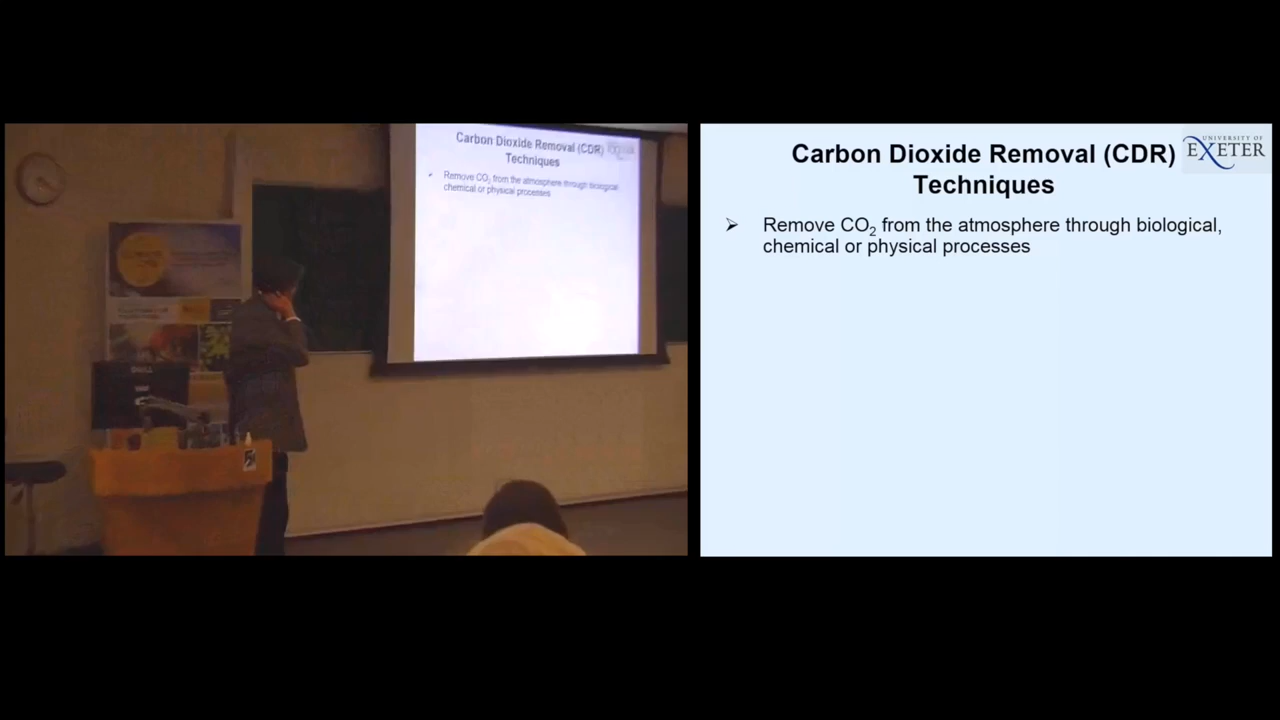 Carbon Dioxide Removal (CDR)
Techniques
Remove CO2 from the atmosphere through biological,
chemical or physical processes
DELL
Carbon Dioxide Removal (CDR)
Techniques
UNIVERSITY OF
EXETER
➢ Remove CO₂ from the atmosphere through biological,
chemical or physical processes